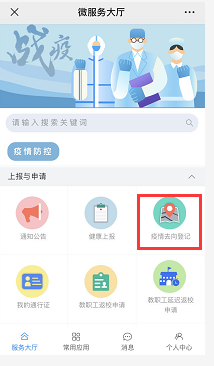 微服务大厅
战疫
请输入搜索关键词
疫情防控
上报与申请
通知公告
健康上报
疫情去向登记
我的通行证
教职工返校申请
教职工延迟返校
申请
服务大厅
常用应用
消息
个人中心